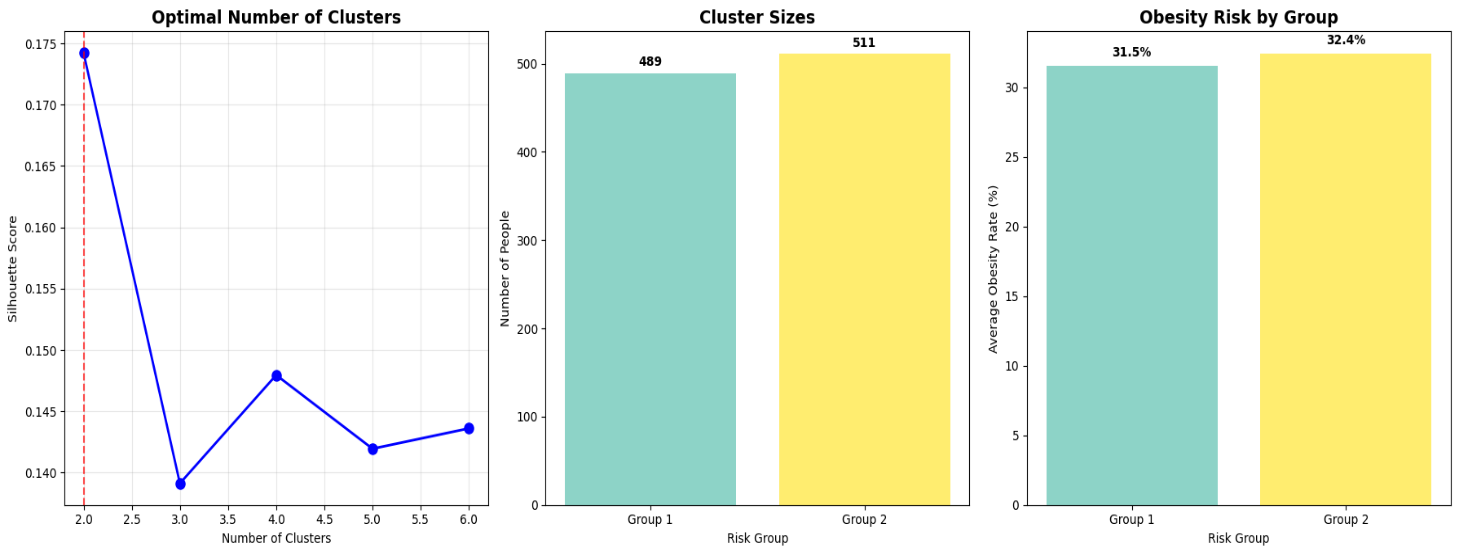 Optimal Number of Clusters
0.175
0.170
0.165
0.160
0.155
0.150
0.145
0.140
Silhouette Score
2.0 2.5 3.0 3.5 4.0 4.5 5.0 5.5 6.0
Number of Clusters
Cluster Sizes
489
511
500
400
300
200
100
0
Number of People
Group 1 Group 2
Risk Group
Obesity Risk by Group
31.5%
32.4%
30
25
20
15
10
5
0
Average Obesity Rate (%)
Group 1 Group 2
Risk Group